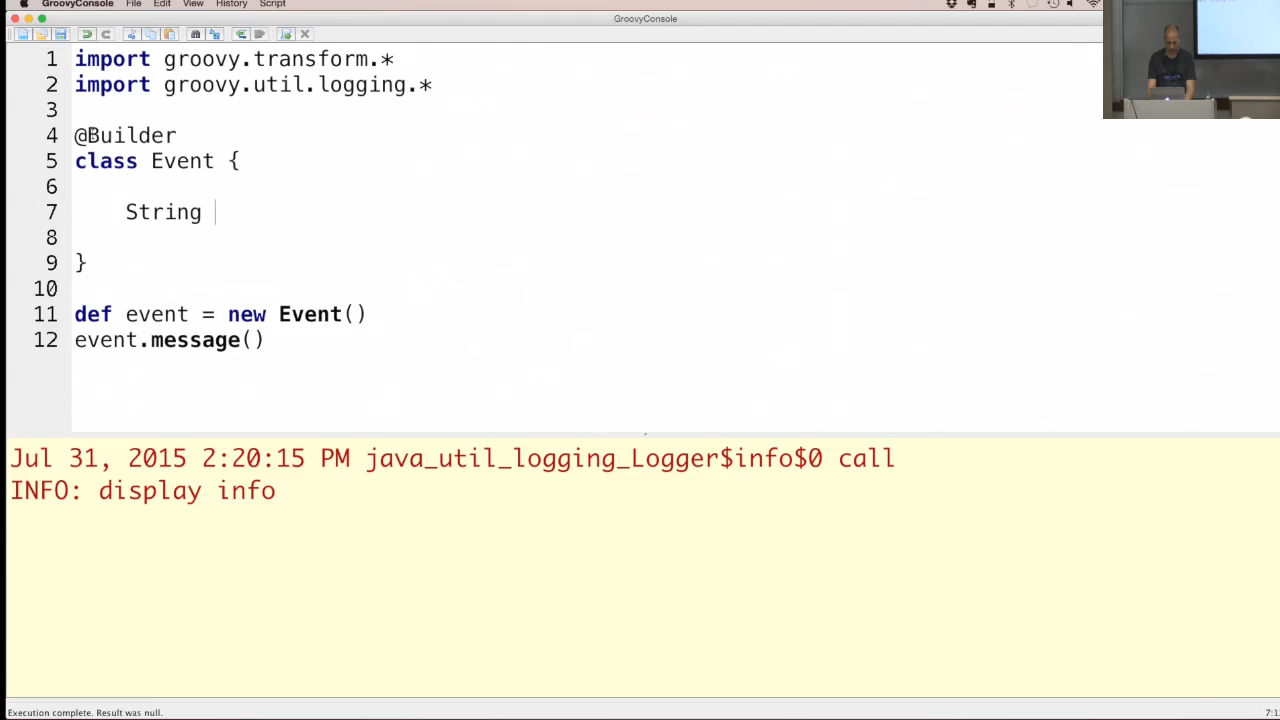 GroovyConsole File Edit View History Script
GroovyConsole
1 import groovy.transform.*
2 import groovy.util.logging.*
3
4 @Builder
5 class Event {
6
7 String
8
9 }
10
11 def event = new Event()
12 event.message()
Jul 31, 2015 2:20:15 PM java_util_logging_Logger$info$0 call
INFO: display info
Execution complete. Result was null.